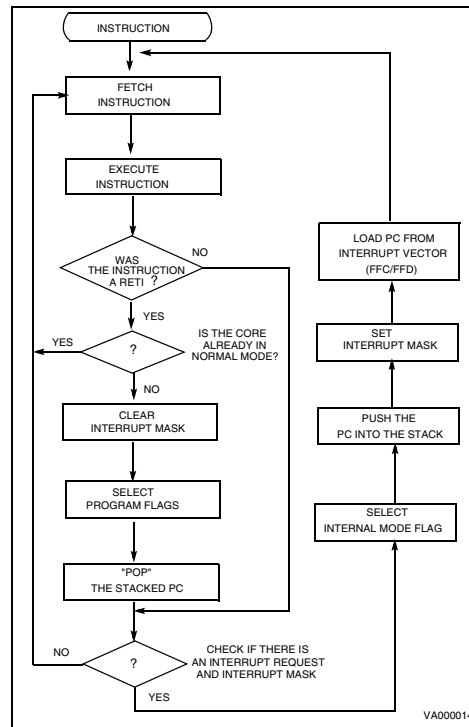 INSTRUCTION
FETCH
INSTRUCTION
EXECUTE
INSTRUCTION
WAS
THE INSTRUCTION
A RETI ?
NO
YES
?
IS THE CORE
ALREADY IN
NORMAL MODE?
YES
NO
CLEAR
INTERRUPT MASK
SELECT
PROGRAM FLAGS
"POP"
THE STACKED PC
?
CHECK IF THERE IS
AN INTERRUPT REQUEST
AND INTERRUPT MASK
NO
YES
SELECT
INTERNAL MODE FLAG
PUSH THE
PC INTO THE STACK
SET
INTERRUPT MASK
LOAD PC FROM
INTERRUPT VECTOR
(FFC/FFD)